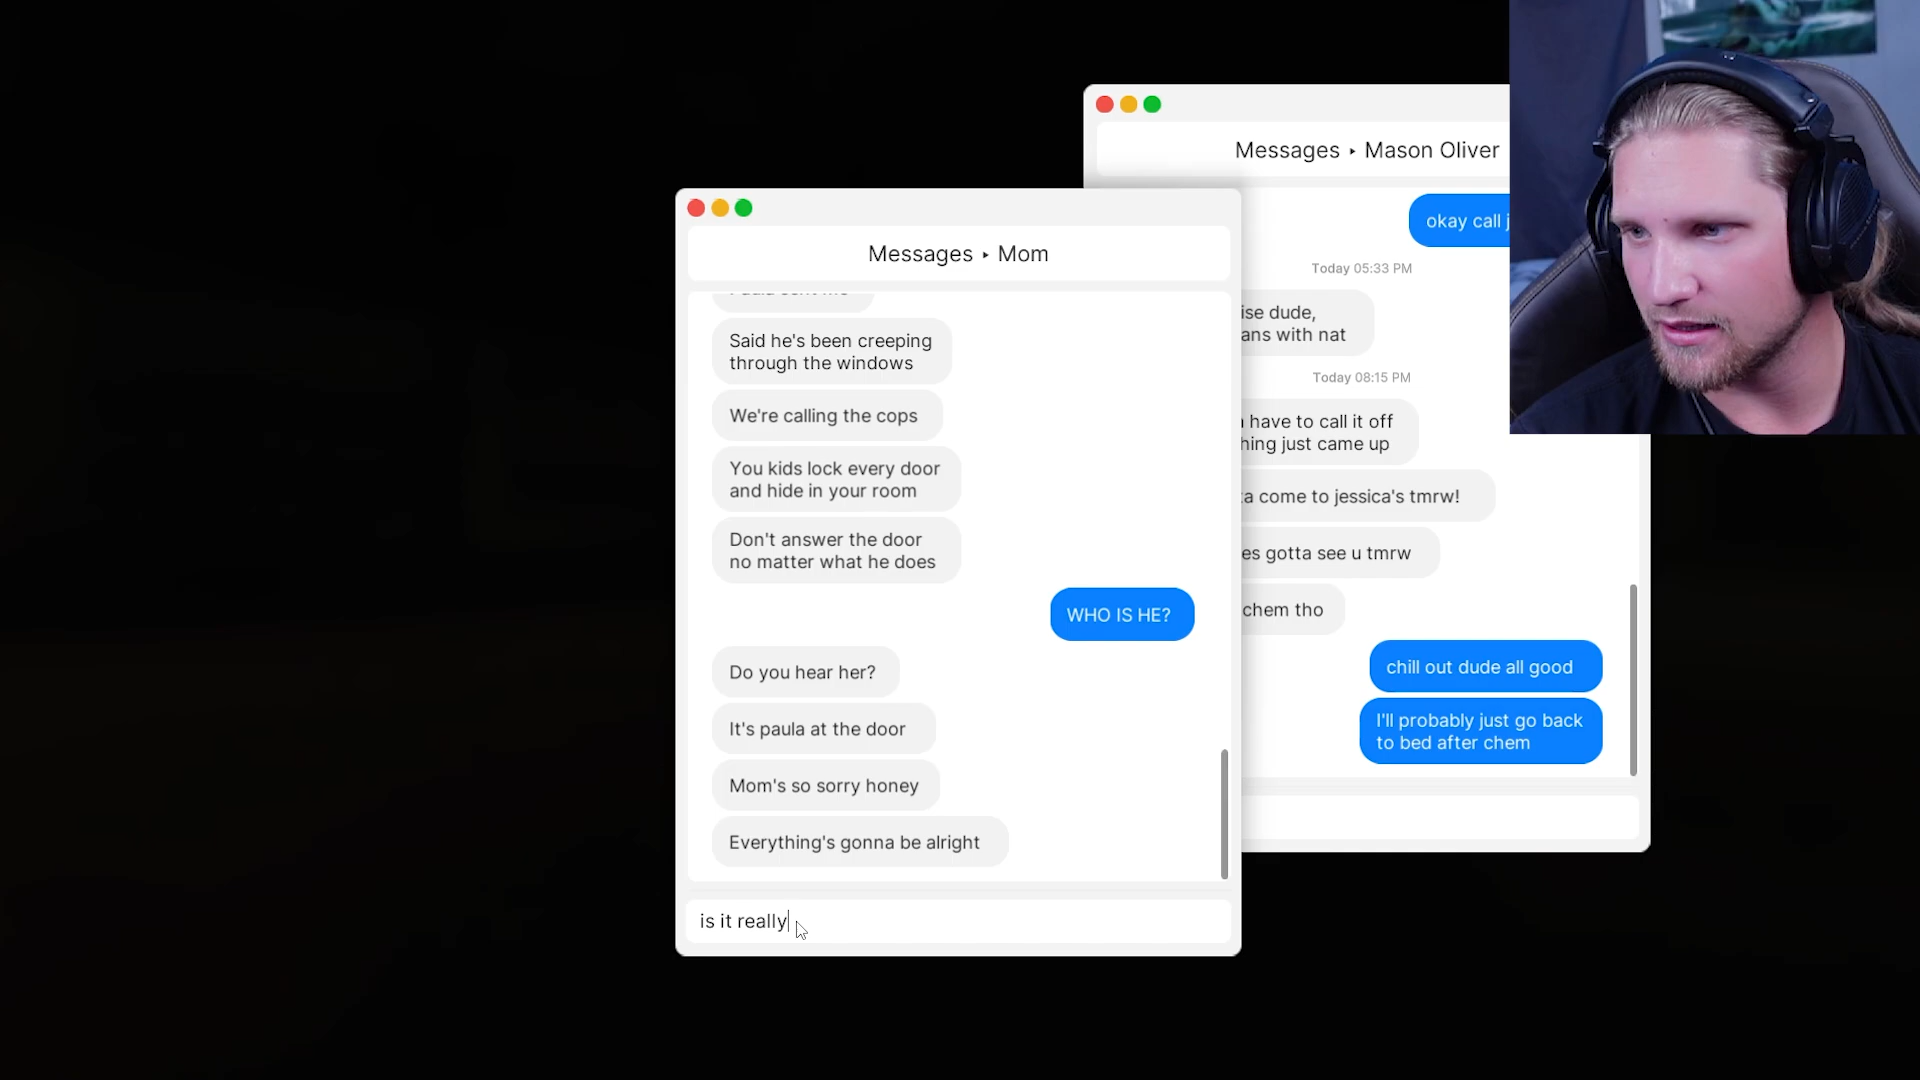 Messages ‣ Mom
Said he's been creeping
through the windows
We're calling the cops
You kids lock every door
and hide in your room
Don't answer the door
no matter what he does
WHO IS HE?
Do you hear her?
It's paula at the door
Mom's so sorry honey
Everything's gonna be alright
is it really
Messages ‣ Mason Oliver
okay call
Today 05:33 PM
dude,
with nat
Today 08:15 PM
have to call it off
just came up
come to jessica's tmrw!
gotta see u tmrw
chem tho
chill out dude all good
I'll probably just go back
to bed after chem